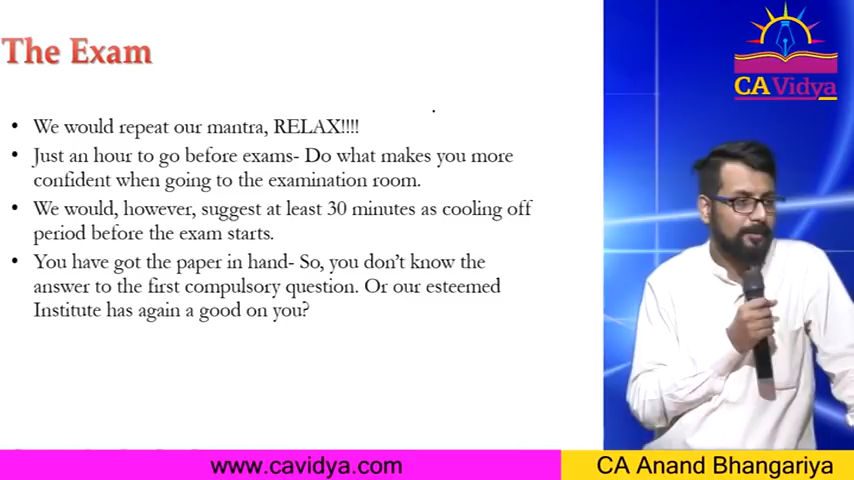 The Exam
• We would repeat our mantra, RELAX!!!!
• Just an hour to go before exams- Do what makes you more
confident when going to the examination room.
• We would, however, suggest at least 30 minutes as cooling off
period before the exam starts.
• You have got the paper in hand- So, you don't know the
answer to the first compulsory question. Or our esteemed
Institute has again a good on you?
CA Vidya
www.cavidya.com
CA Anand Bhangariya